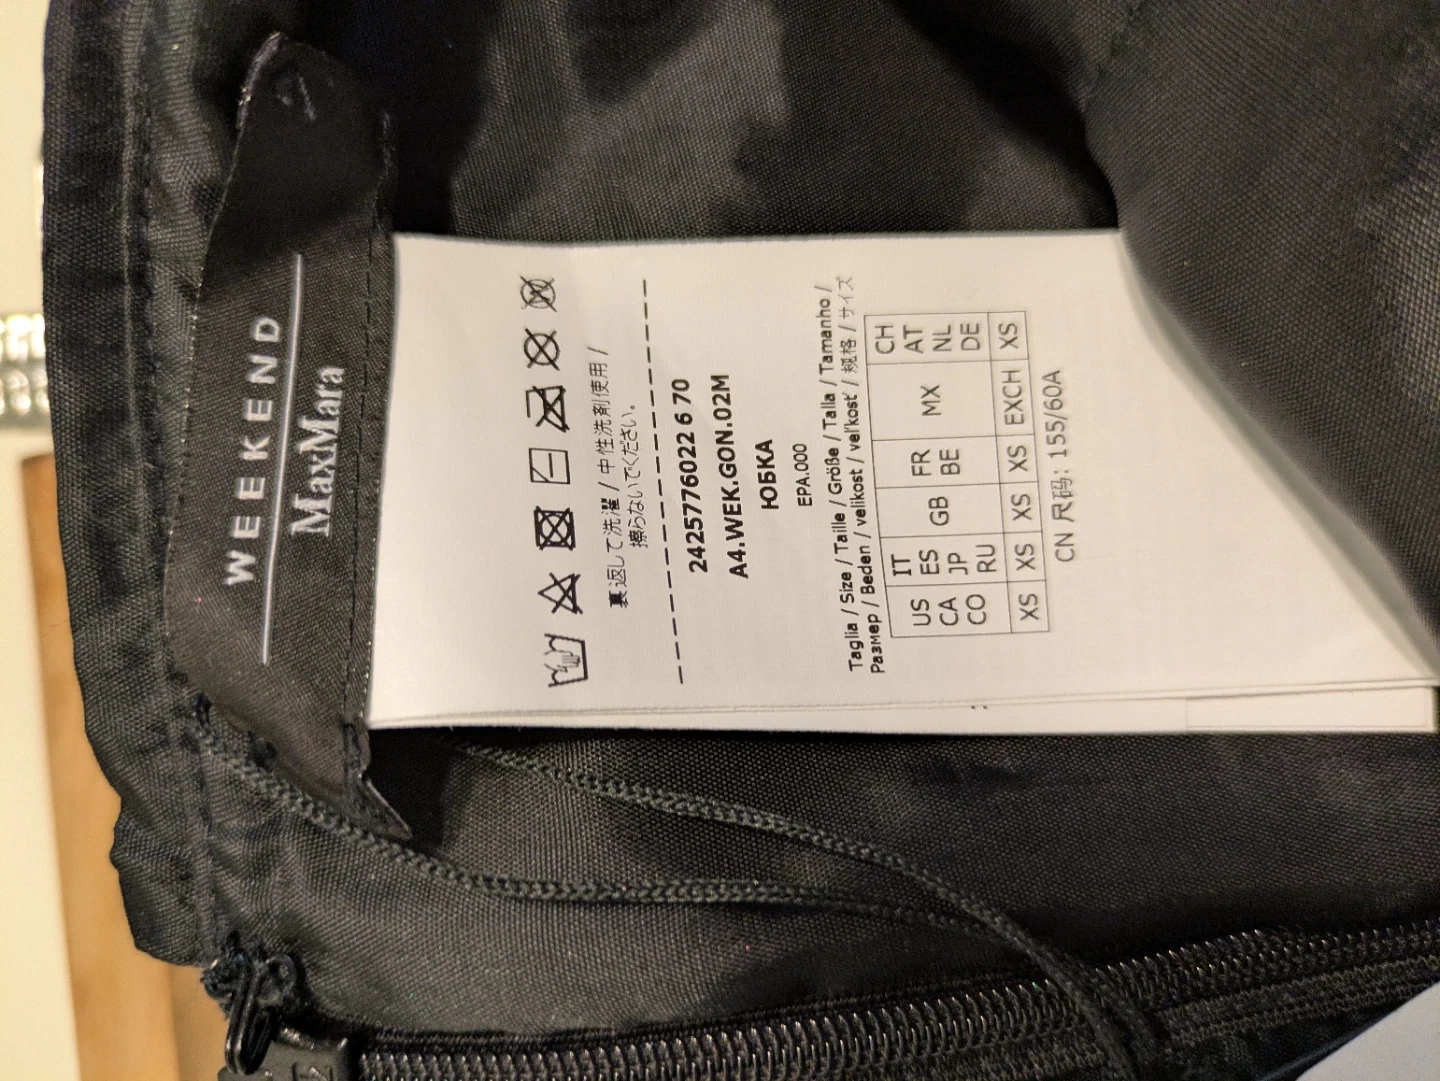 WEEKEND
MaxMara
裏返して洗濯 / 中性洗剤使用 /
擦らないでください。
2425776022 6 70
A4.WEK.GON.02M
ЮБКА
EPA.000
Taglia / Size / Taille / Größe / Talla / Tamanho /
Размер / Beden / velikost / veľkosť / 规格 / サイズ
US CA CO | IT ES JP RU | GB | FR BE | MX | CH AT NL DE
XS | XS | XS | XS | EXCH | XS
CN 尺码: 155/60A